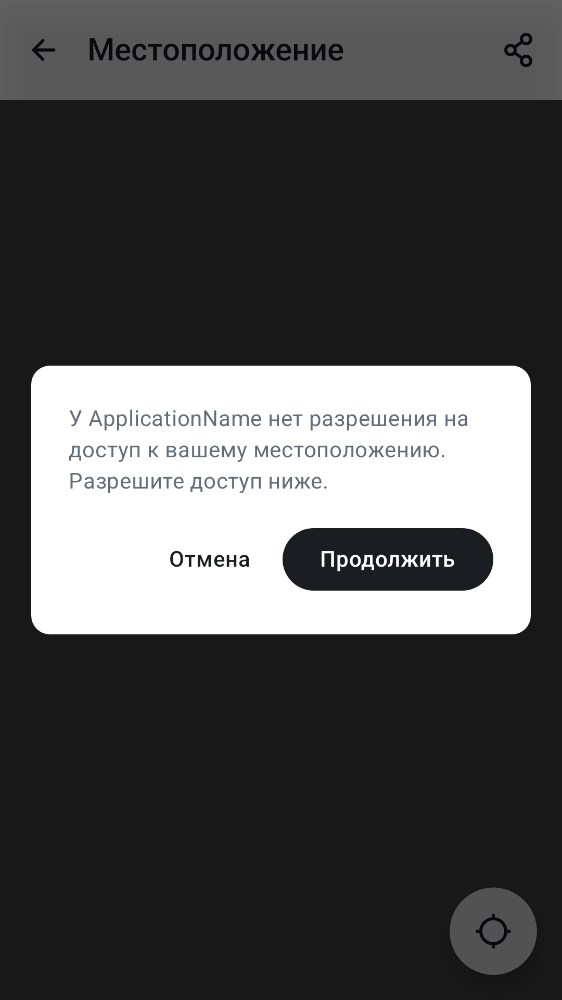 Местоположение
У ApplicationName нет разрешения на
доступ к вашему местоположению.
Разрешите доступ ниже.
Отмена
Продолжить